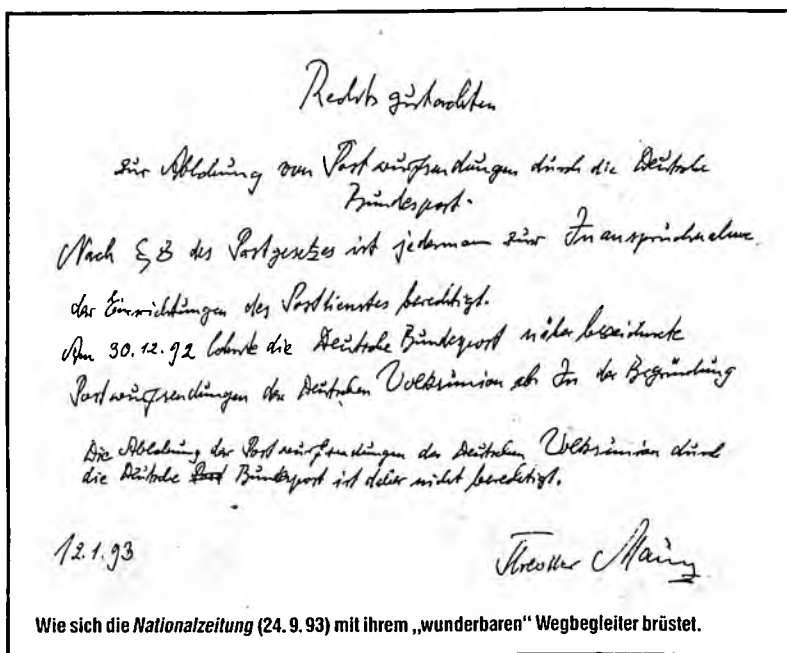 Rechtsgutachten
zur Ablehnung von Postwurfsendungen durch die Deutsche
Bundespost.
Nach § 8 des Postgesetzes ist jedermann zur Inanspruchnahme
der Einrichtungen des Postdienstes berechtigt.
Am 30.12.92 lehnte die Deutsche Bundespost näher bezeichnete
Postwurfsendungen der Deutschen Volksunion ab. In der Begründung
Die Ablehnung der Postwurfsendungen der Deutschen Volksunion durch
die Deutsche Post Bundespost ist daher nicht berechtigt.
12.1.93
Theodor Maunz
Wie sich die Nationalzeitung (24. 9. 93) mit ihrem „wunderbaren“ Wegbegleiter brüstet.